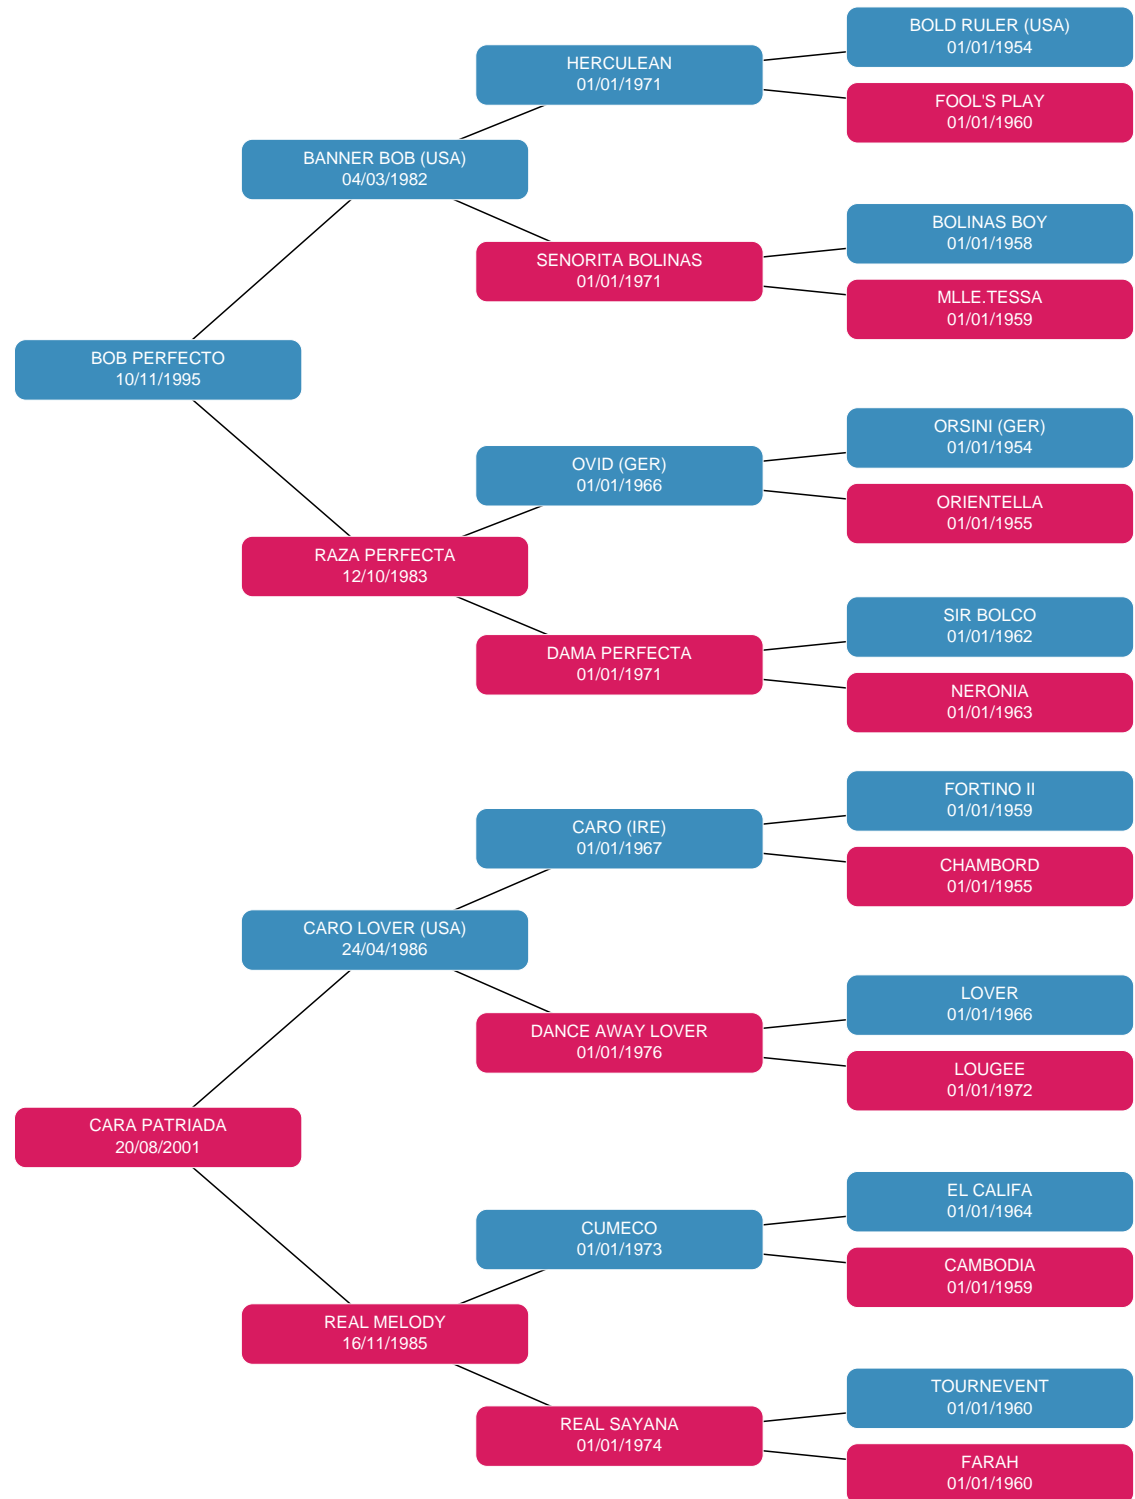 BOLD RULER (USA)
01/01/1954
HERCULEAN
01/01/1971
FOOL'S PLAY
01/01/1960
BANNER BOB (USA)
04/03/1982
BOLINAS BOY
01/01/1958
SENORITA BOLINAS
01/01/1971
MLLE.TESSA
01/01/1959
BOB PERFECTO
10/11/1995
ORSINI (GER)
01/01/1954
OVID (GER)
01/01/1966
ORIENTELLA
01/01/1955
RAZA PERFECTA
12/10/1983
SIR BOLCO
01/01/1962
DAMA PERFECTA
01/01/1971
NERONIA
01/01/1963
FORTINO II
01/01/1959
CARO (IRE)
01/01/1967
CHAMBORD
01/01/1955
CARO LOVER (USA)
24/04/1986
LOVER
01/01/1966
DANCE AWAY LOVER
01/01/1976
LOUGEE
01/01/1972
CARA PATRIADA
20/08/2001
EL CALIFA
01/01/1964
CUMECO
01/01/1973
CAMBODIA
01/01/1959
REAL MELODY
16/11/1985
TOURNEVENT
01/01/1960
REAL SAYANA
01/01/1974
FARAH
01/01/1960